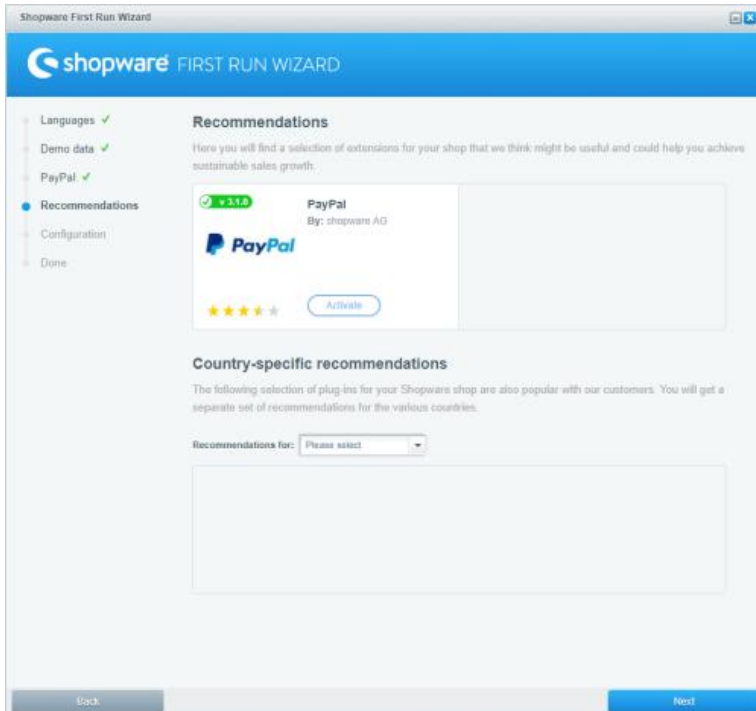 Shopware First Run Wizard
shopware FIRST RUN WIZARD
Languages
Demo data
PayPal
Recommendations
Configuration
Done
Recommendations
Here you will find a selection of extensions for your shop that we think might be useful and could help you achieve
sustainable sales growth.
v 3.1.0
PayPal
By: shopware AG
PayPal
Activate
Country-specific recommendations
The following selection of plug-ins for your Shopware shop are also popular with our customers. You will get a
separate set of recommendations for the various countries.
Recommendations for: Please select
Back
Next